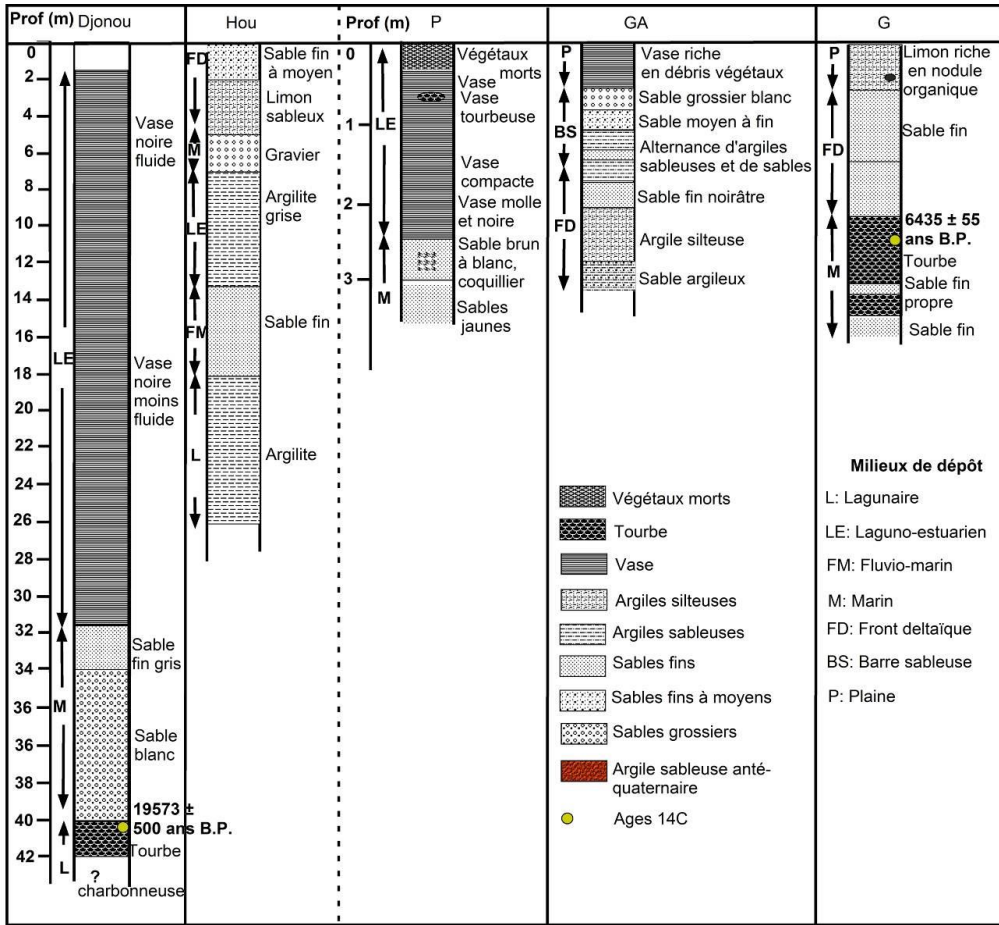 Prof (m) Djonou
Hou
Prof (m)
P
GA
G
0
2
4
6
8
10
12
14
16
18
20
22
24
26
28
30
32
34
36
38
40
42
LE
M
L
Vase
noire
fluide
Vase
noire
moins
fluide
Sable
fin gris
Sable
blanc
19573 ±
500 ans B.P.
Tourbe
?
charbonneuse
FD
M
LE
FM
L
Sable fin
à moyen
Limon
sableux
Gravier
Argilite
grise
Sable fin
Argilite
0
1
2
3
LE
M
Végétaux
morts
Vase
Vase
tourbeuse
Vase
compacte
Vase molle
et noire
Sable brun
à blanc,
coquillier
Sables
jaunes
P
BS
FD
Vase riche
en débris végétaux
Sable grossier blanc
Sable moyen à fin
Alternance d'argiles
sableuses et de sables
Sable fin noirâtre
Argile silteuse
Sable argileux
P
FD
M
Limon riche
en nodule
organique
Sable fin
6435 ± 55
ans B.P.
Tourbe
Sable fin
propre
Sable fin
Végétaux morts
Tourbe
Vase
Argiles silteuses
Argiles sableuses
Sables fins
Sables fins à moyens
Sables grossiers
Argile sableuse anté-
quaternaire
Ages 14C
Milieux de dépôt
L: Lagunaire
LE: Laguno-estuarien
FM: Fluvio-marin
M: Marin
FD: Front deltaïque
BS: Barre sableuse
P: Plaine